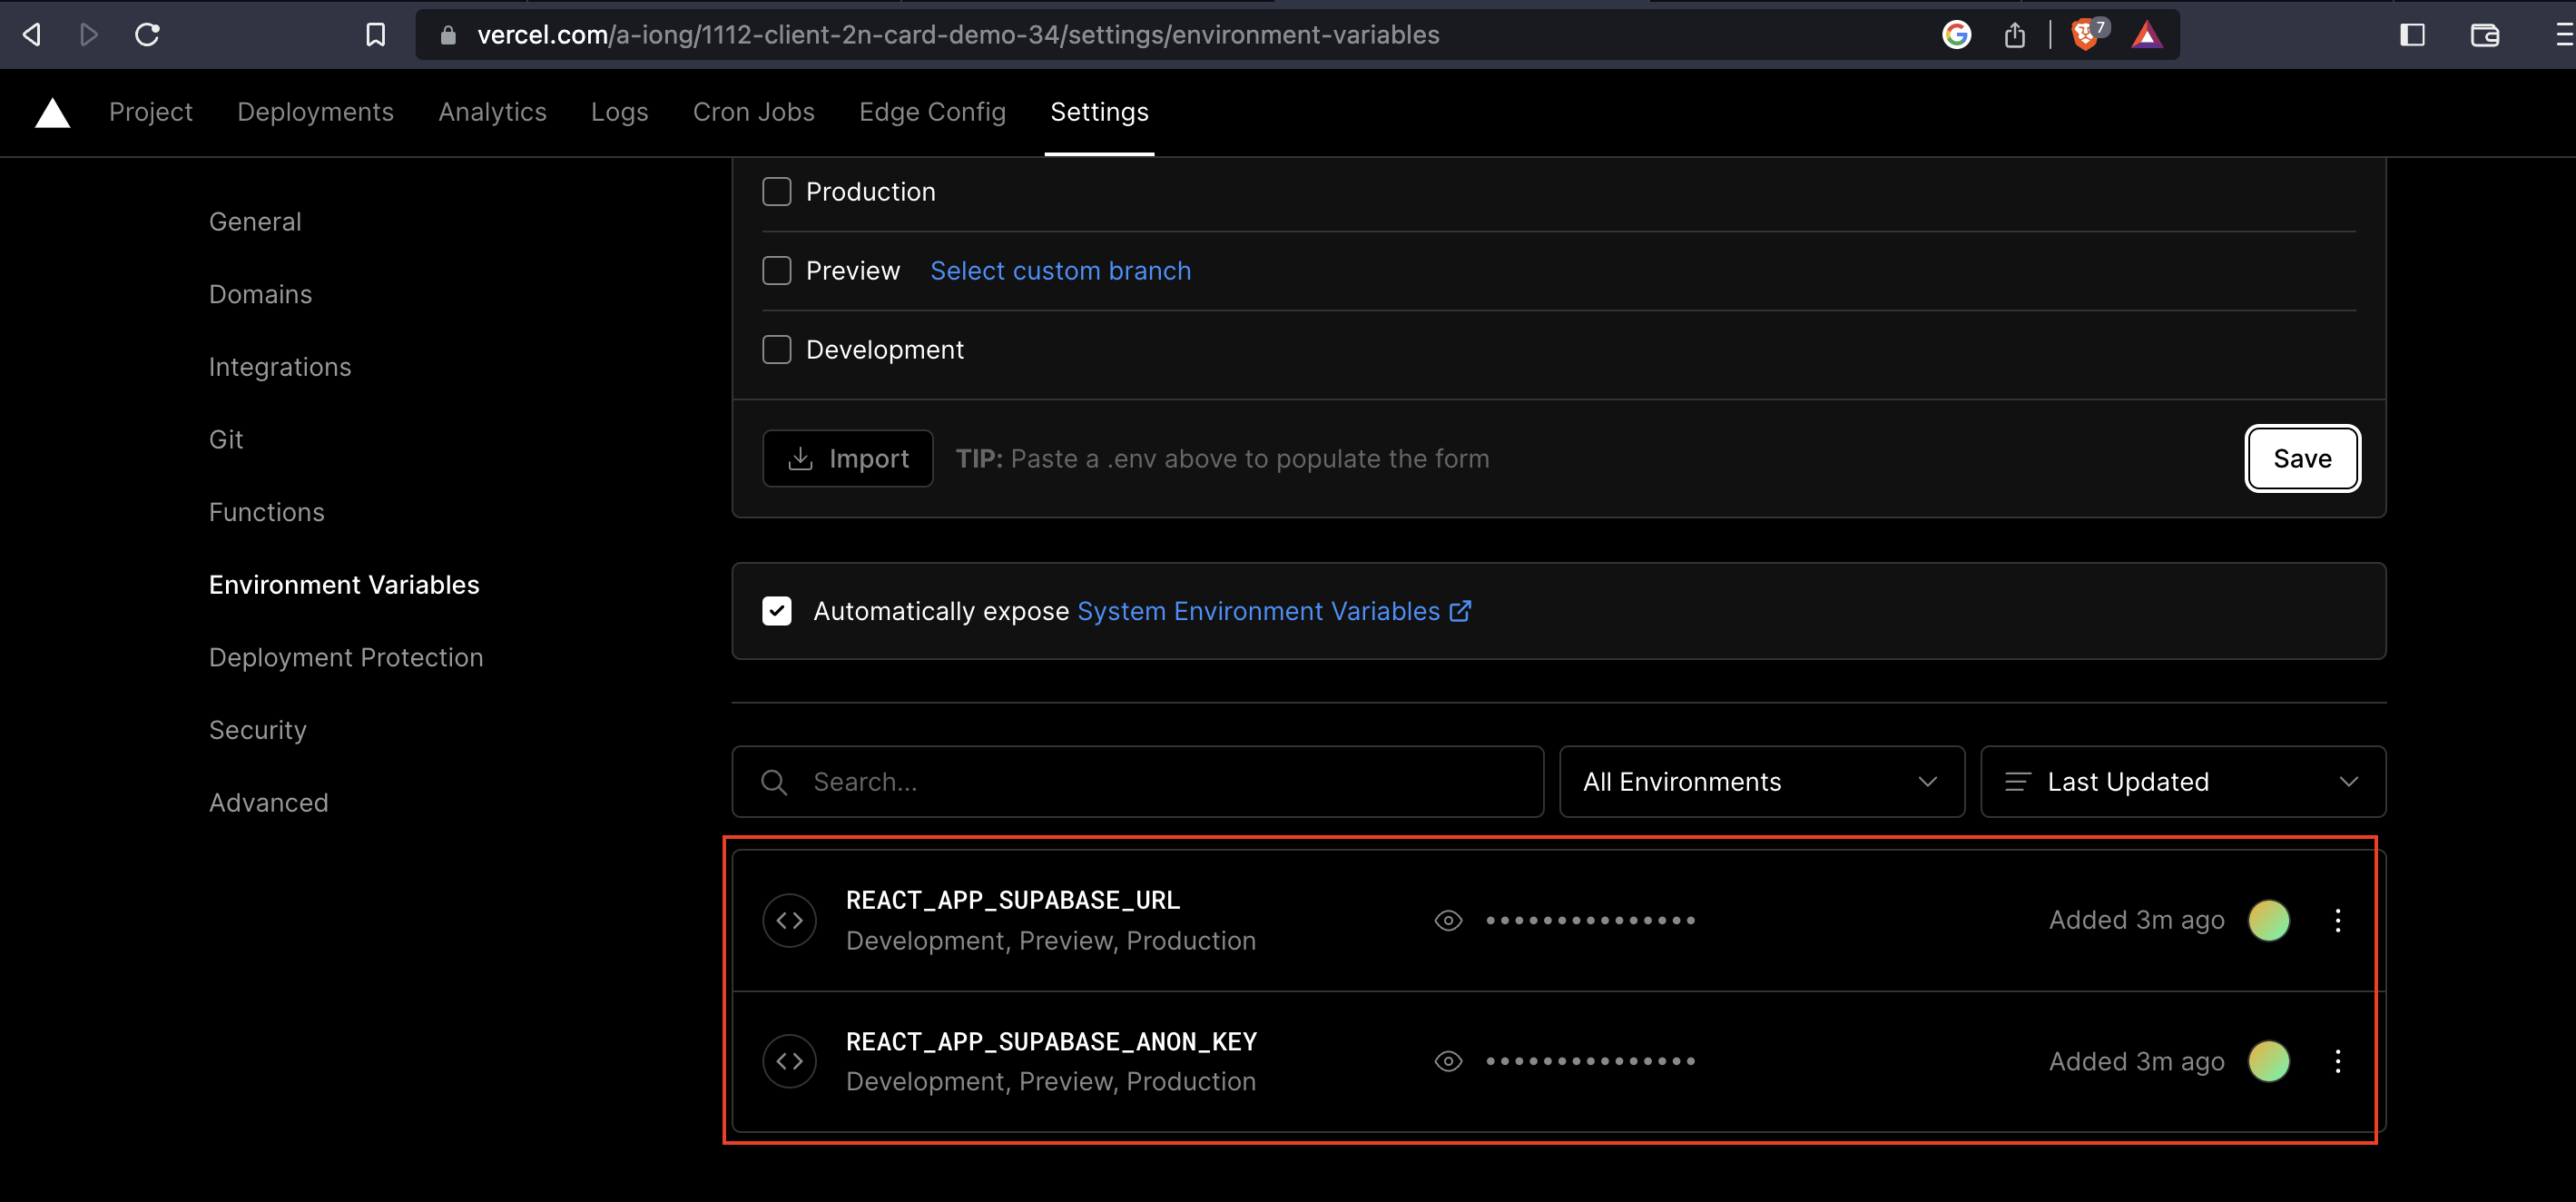 vercel.com/a-iong/1112-client-2n-card-demo-34/settings/environment-variables
7
Project Deployments Analytics Logs Cron Jobs Edge Config Settings
General
Domains
Integrations
Git
Functions
Environment Variables
Deployment Protection
Security
Advanced
Production
Preview Select custom branch
Development
Import TIP: Paste a .env above to populate the form Save
Automatically expose System Environment Variables
Search... All Environments Last Updated
REACT_APP_SUPABASE_URL
Development, Preview, Production
••••••••••••••• Added 3m ago
REACT_APP_SUPABASE_ANON_KEY
Development, Preview, Production
••••••••••••••• Added 3m ago